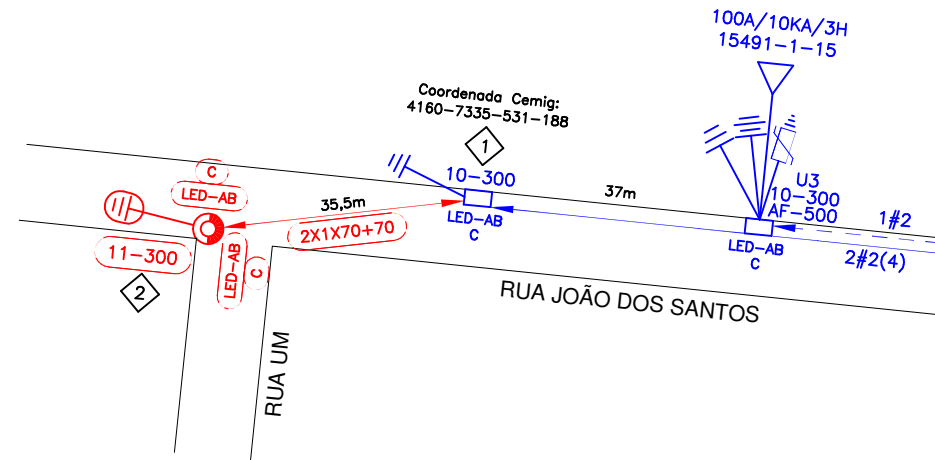 100A/10KA/3H
15491-1-15
Coordenada Cemig:
4160-7335-531-188
1
10-300
37m
U3
10-300
AF-500
1#2
2#2(4)
C
LED-AB
35,5m
2X1X70+70
LED-AB
C
LED-AB
C
11-300
LED-AB
C
2
RUA JOÃO DOS SANTOS
RUA UM